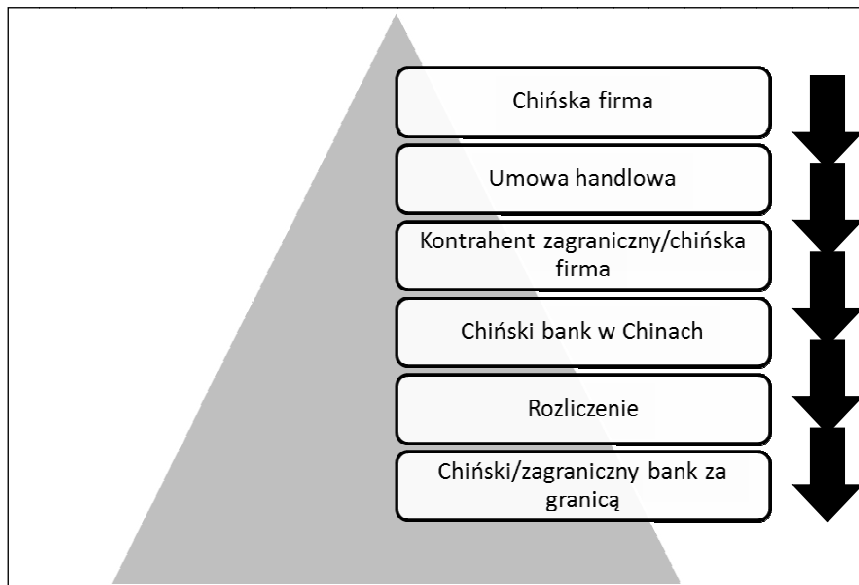 Chińska firma
Umowa handlowa
Kontrahent zagraniczny/chińska
firma
Chiński bank w Chinach
Rozliczenie
Chiński/zagraniczny bank za
granicą